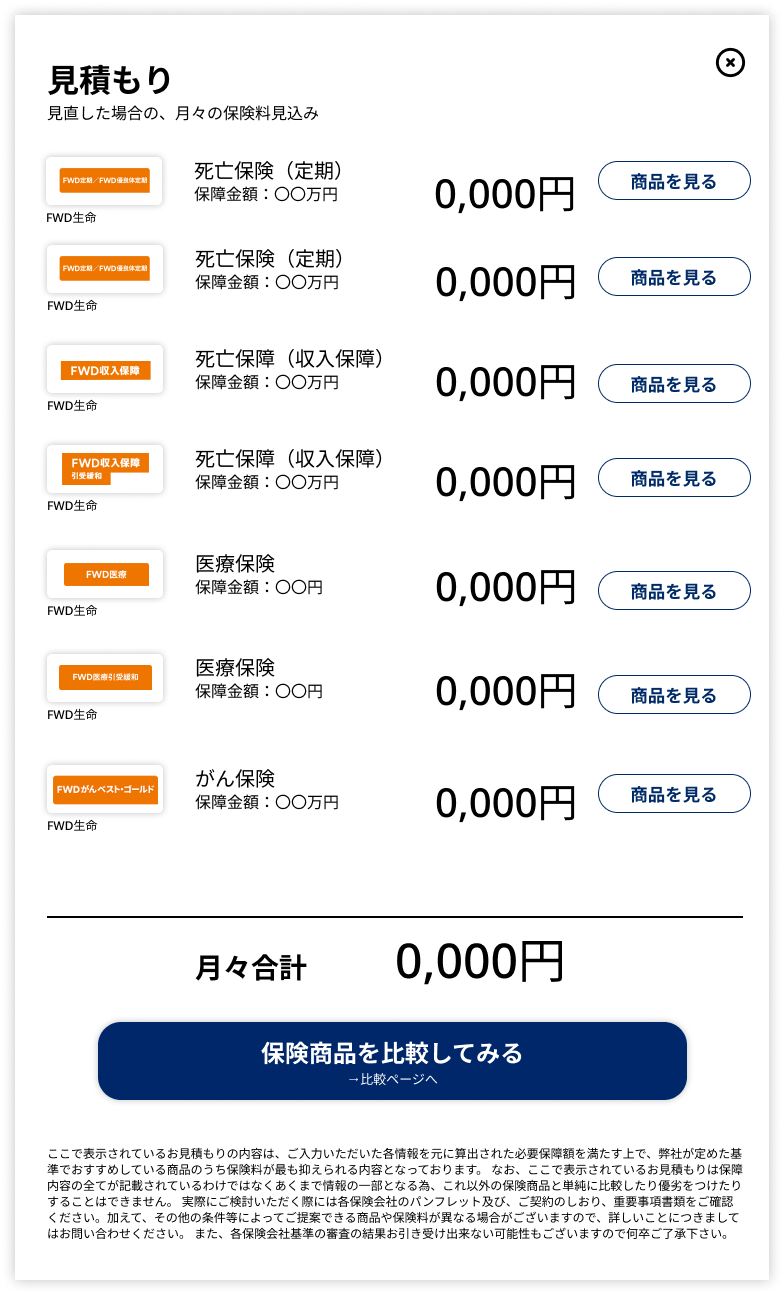 見積もり
見直した場合の、月々の保険料見込み
FWD定期／FWD優良体定期
FWD生命
死亡保険（定期）
保障金額：〇〇万円
0,000円
商品を見る
FWD定期／FWD優良体定期
FWD生命
死亡保険（定期）
保障金額：〇〇万円
0,000円
商品を見る
FWD収入保障
FWD生命
死亡保障（収入保障）
保障金額：〇〇万円
0,000円
商品を見る
FWD収入保障
引受緩和
FWD生命
死亡保障（収入保障）
保障金額：〇〇万円
0,000円
商品を見る
FWD医療
FWD生命
医療保険
保障金額：〇〇円
0,000円
商品を見る
FWD医療引受緩和
FWD生命
医療保険
保障金額：〇〇円
0,000円
商品を見る
FWDがんベスト・ゴールド
FWD生命
がん保険
保障金額：〇〇万円
0,000円
商品を見る
月々合計
0,000円
保険商品を比較してみる
→比較ページへ
ここで表示されているお見積もりの内容は、ご入力いただいた各情報を元に算出された必要保障額を満たす上で、弊社が定めた基
準でおすすめしている商品のうち保険料が最も抑えられる内容となっております。 なお、ここで表示されているお見積もりは保障
内容の全てが記載されているわけではなくあくまで情報の一部となる為、これ以外の保険商品と単純に比較したり優劣をつけたり
することはできません。 実際にご検討いただく際には各保険会社のパンフレット及び、ご契約のしおり、重要事項書類をご確認
ください。加えて、その他の条件等によってご提案できる商品や保険料が異なる場合がございますので、詳しいことにつきまして
はお問い合わせください。 また、各保険会社基準の審査の結果お引き受け出来ない可能性もございますので何卒ご了承下さい。